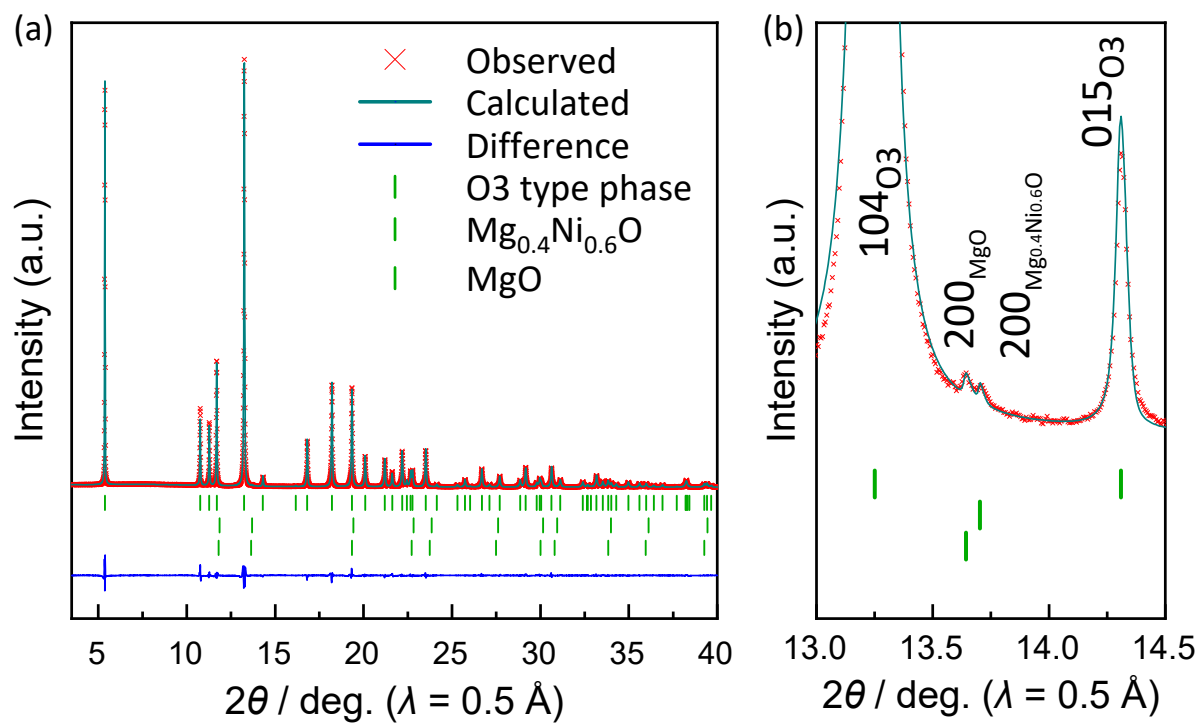 (a)
Observed
Calculated
Difference
O3 type phase
Mg0.4Ni0.6O
MgO
Intensity (a.u.)
5 10 15 20 25 30 35 40
2θ / deg. (λ = 0.5 Å)
(b)
104O3
200MgO
200Mg0.4Ni0.6O
015O3
Intensity (a.u.)
13.0 13.5 14.0 14.5
2θ / deg. (λ = 0.5 Å)